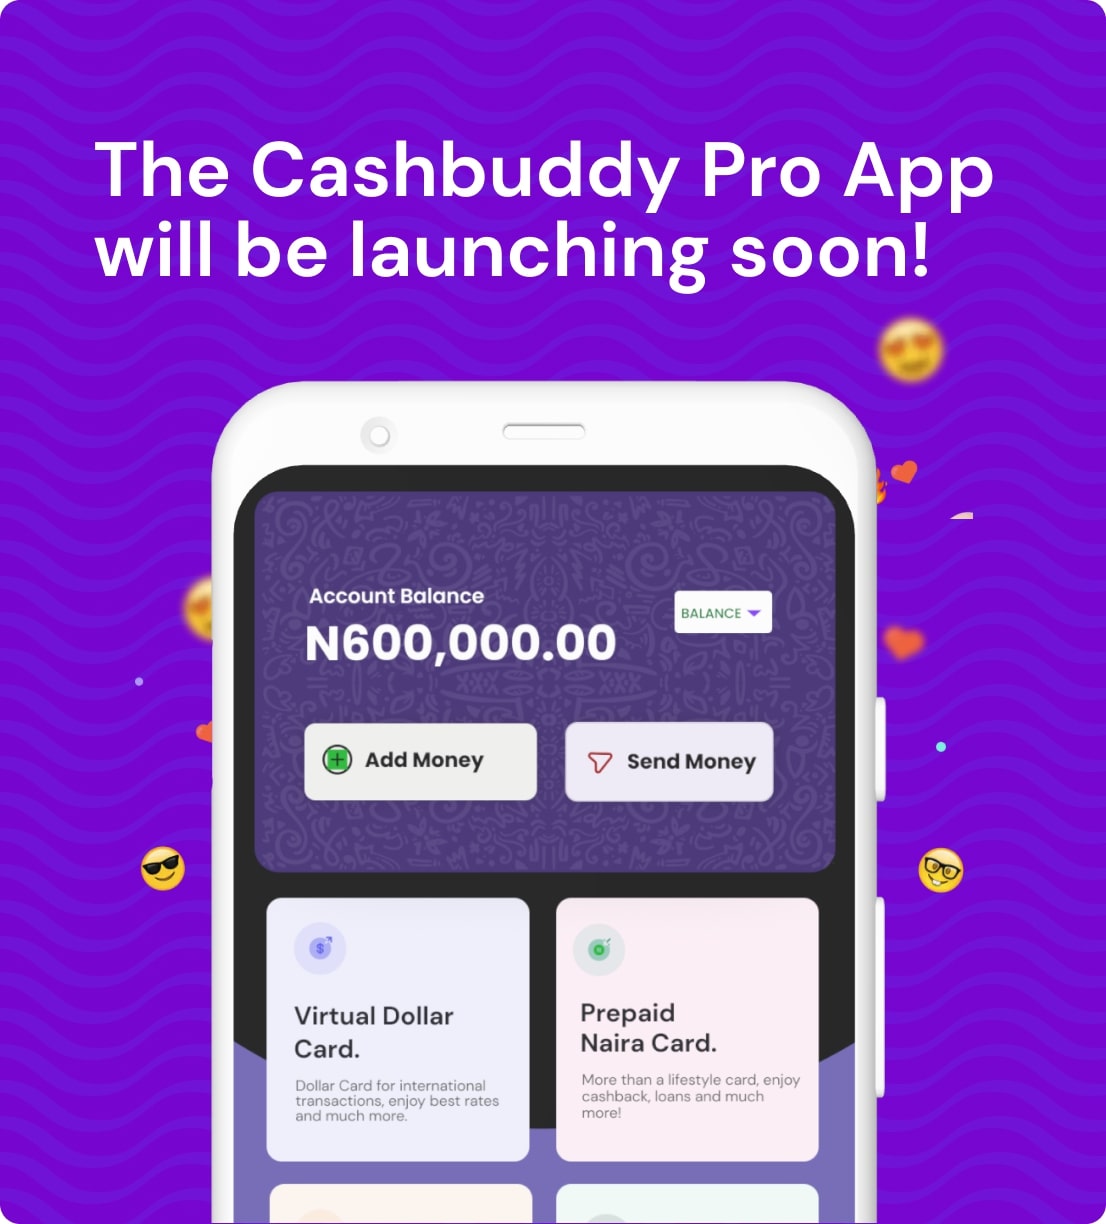 The Cashbuddy Pro App
will be launching soon!
Account Balance
N600,000.00
BALANCE
Add Money
Send Money
$
Virtual Dollar
Card.
Dollar Card for international
transactions, enjoy best rates
and much more.
Prepaid
Naira Card.
More than a lifestyle card, enjoy
cashback, loans and much
more!